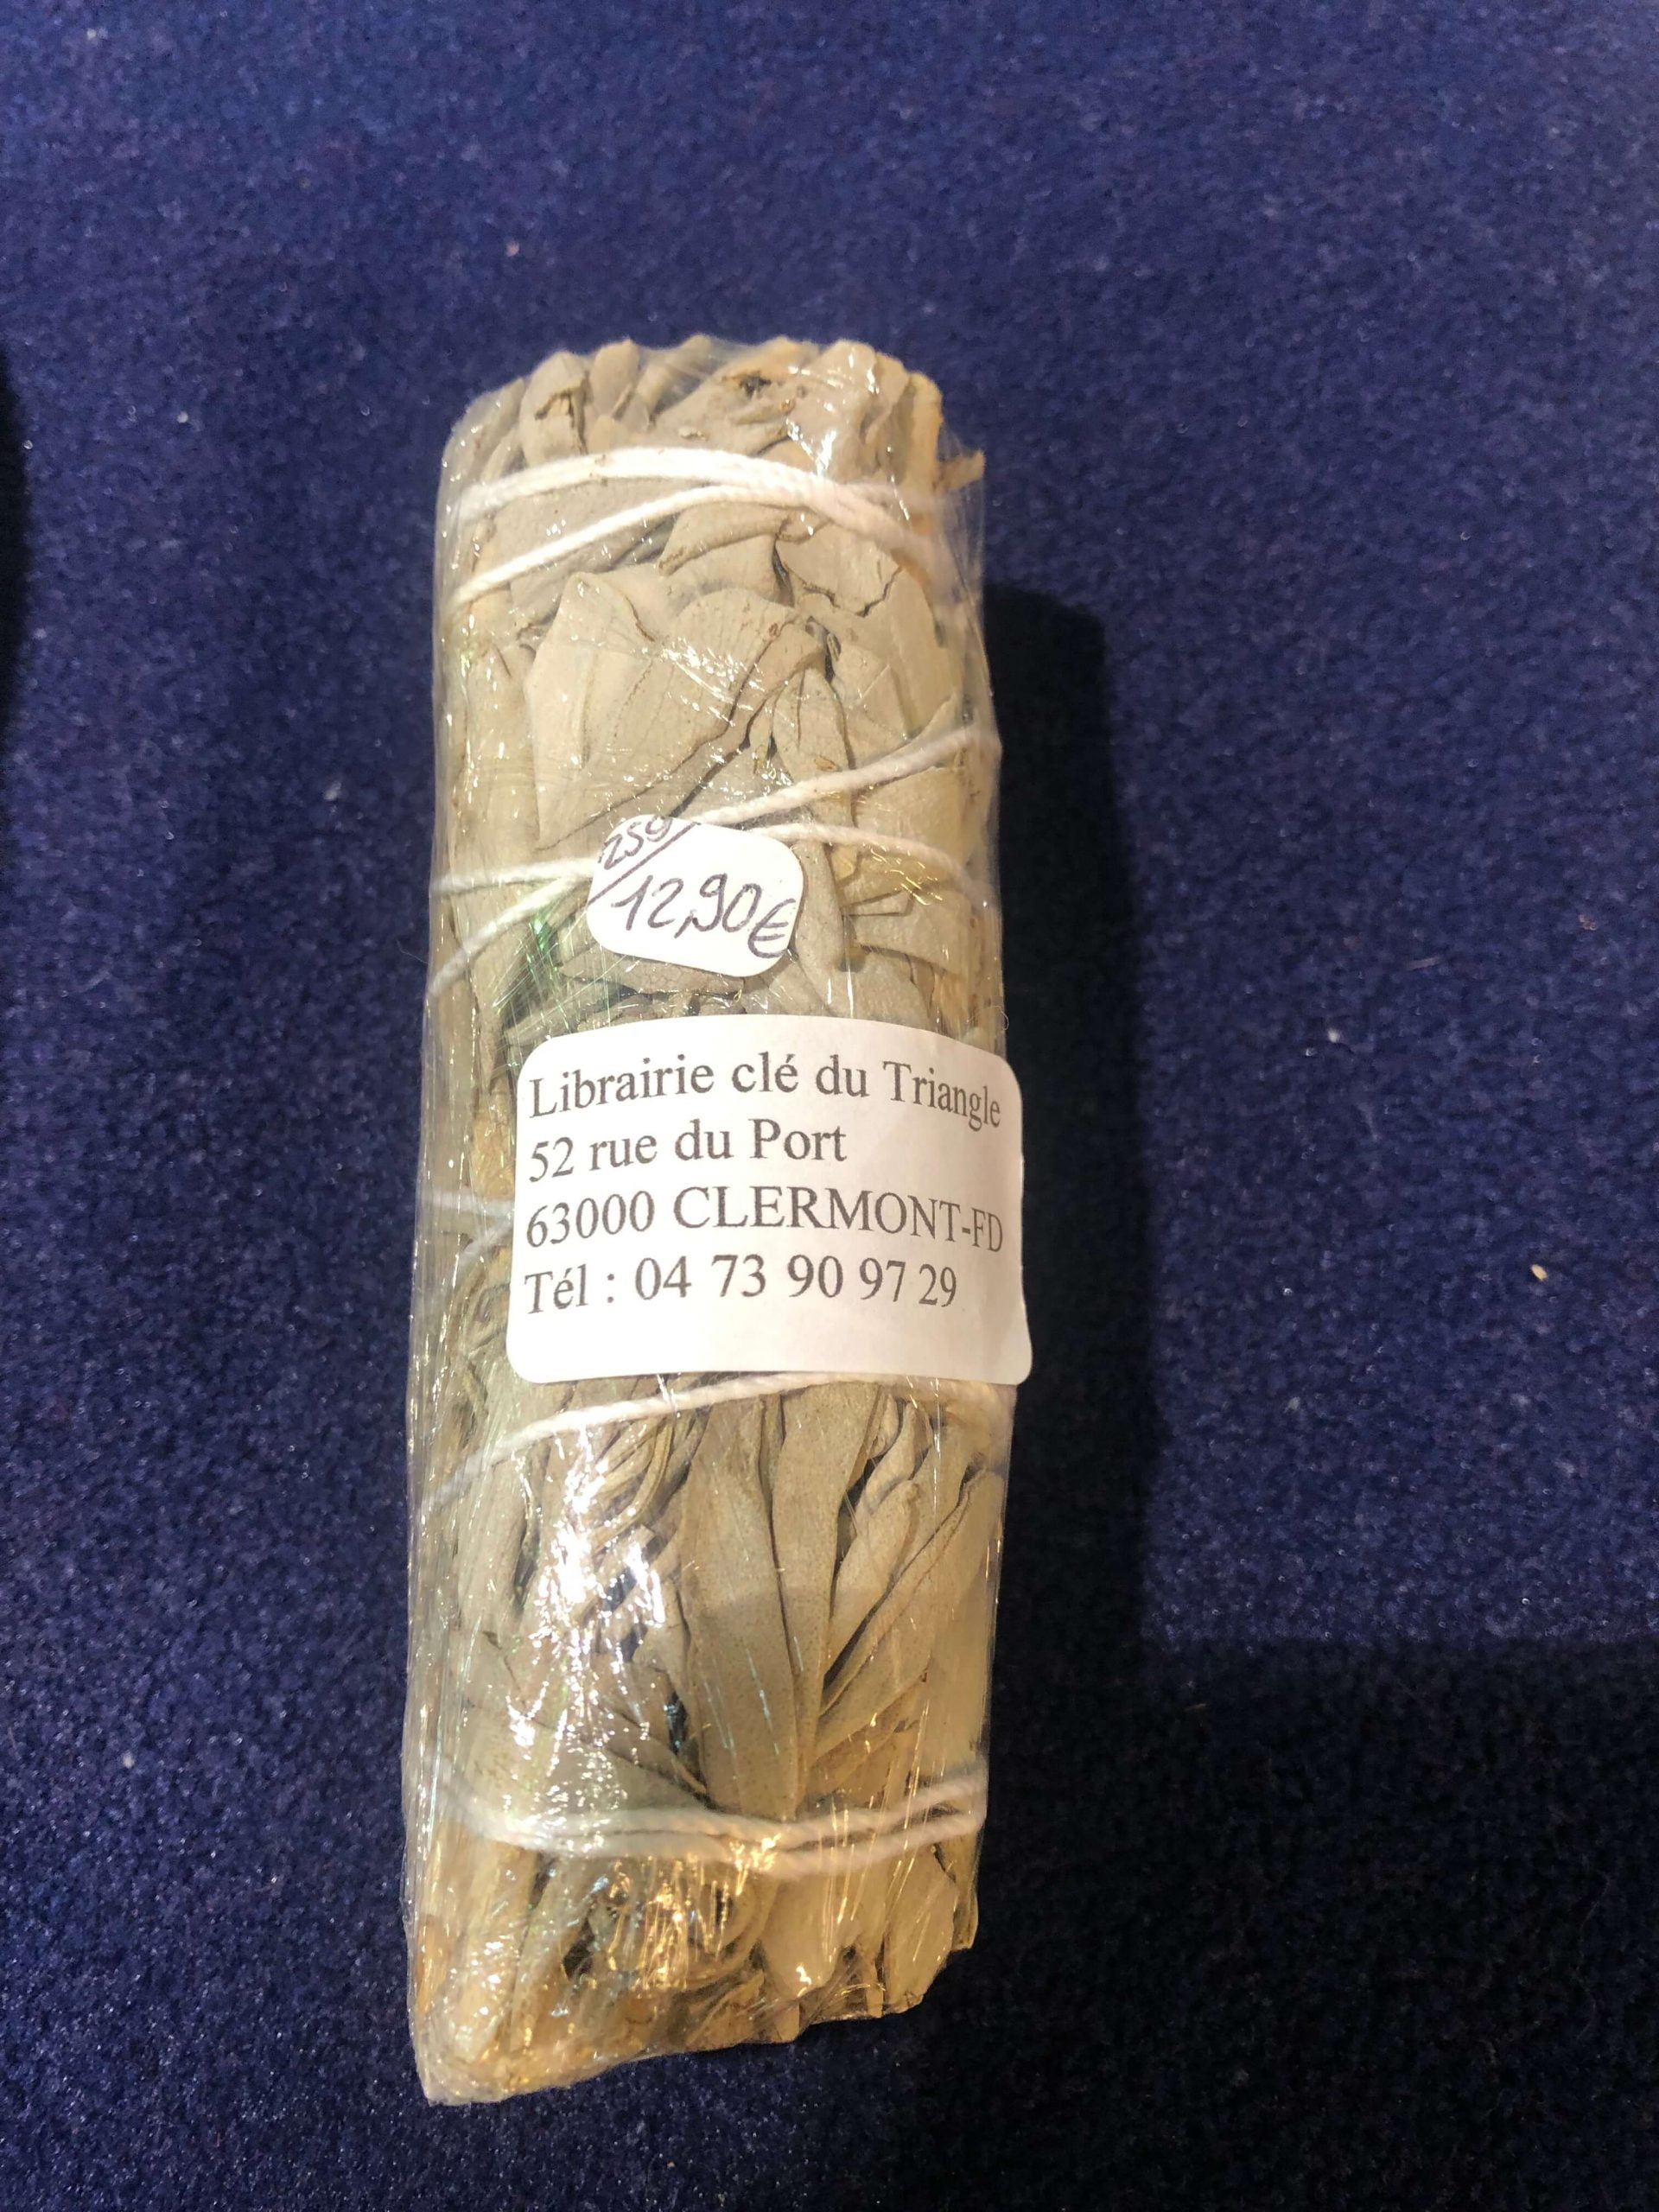 25g
12,90€
Librairie clé du Triangle
52 rue du Port
63000 CLERMONT-FD
Tél : 04 73 90 97 29